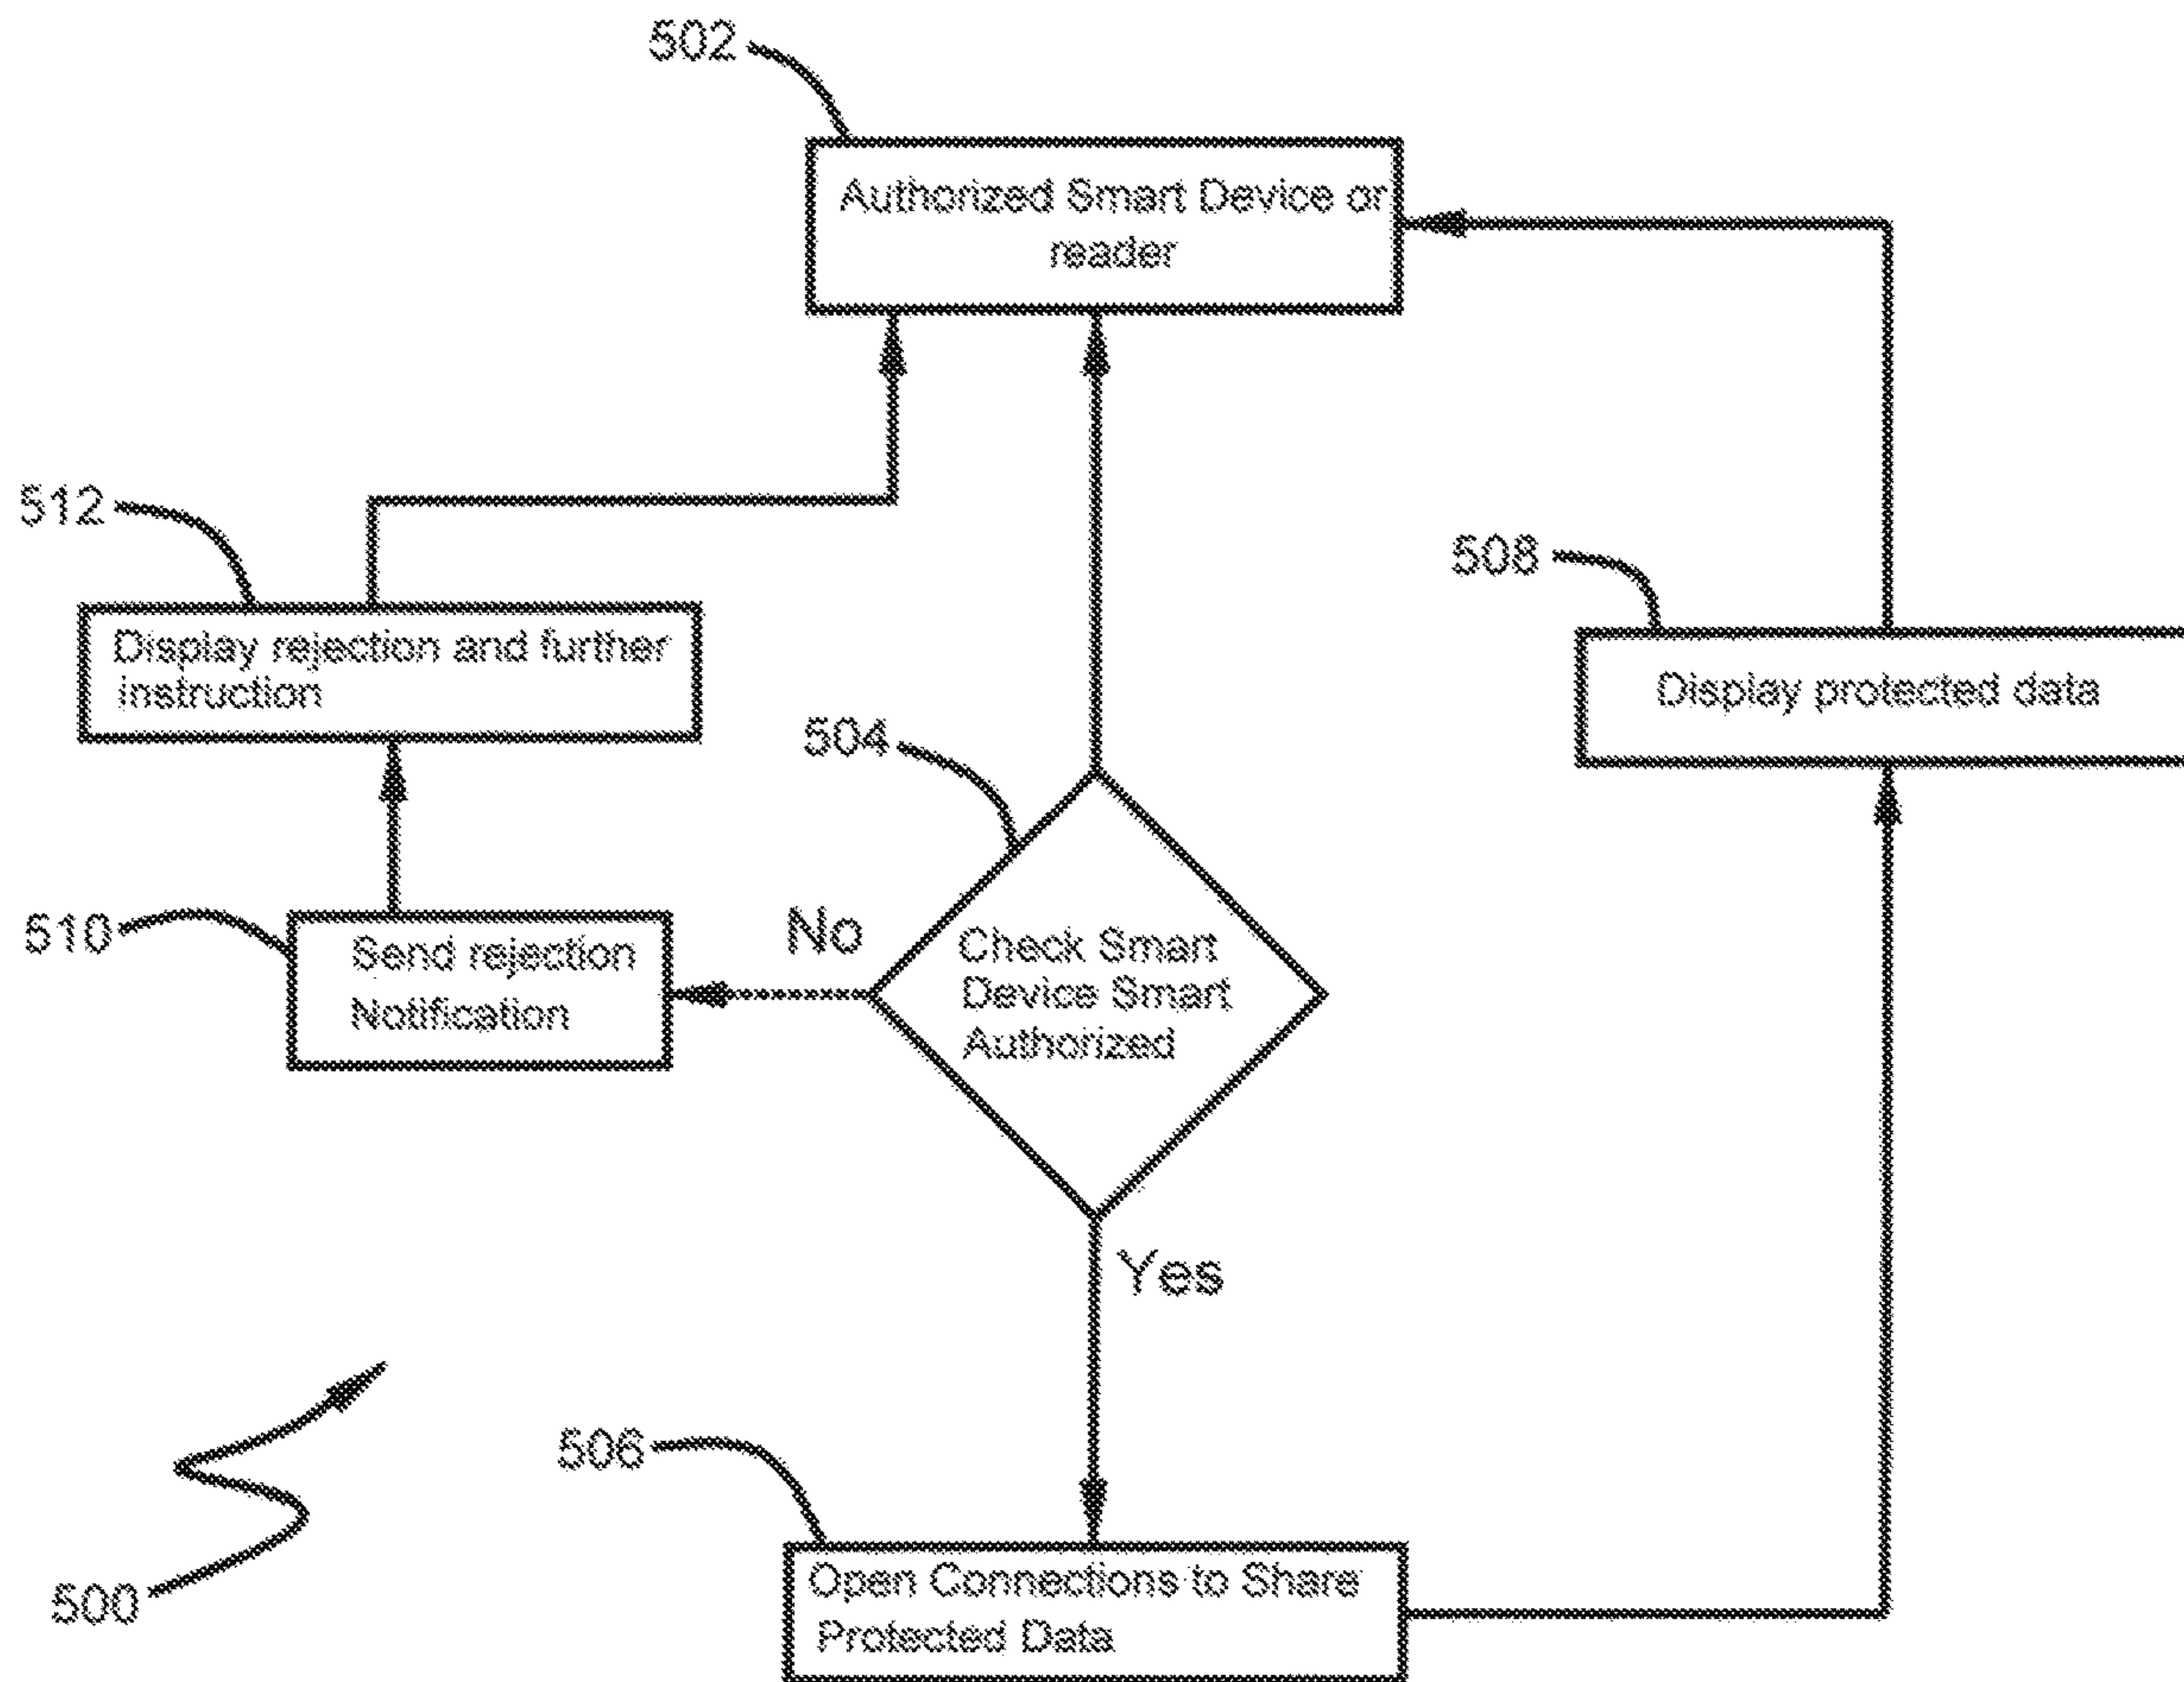 502
Authorized Smart Device or
reader
512
Display rejection and further
instruction
508
Display protected data
504
Check Smart
Device Smart
Authorized
No
510
Send rejection
Notification
Yes
506
Open Connections to Share
Protected Data
500